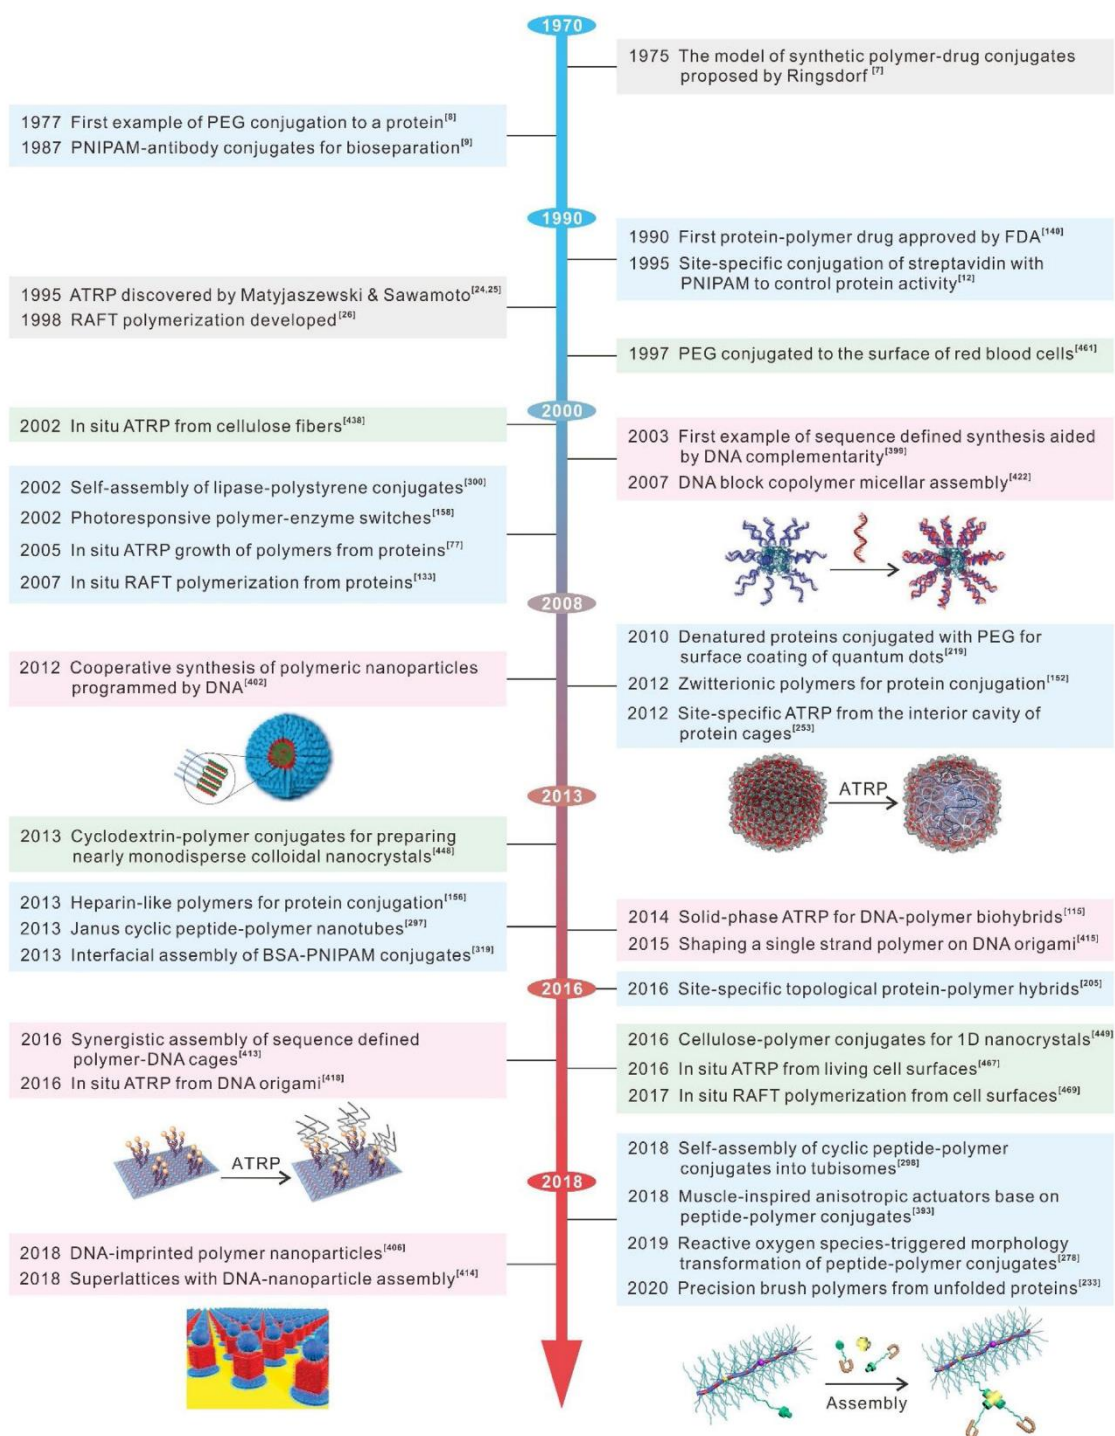 1970
1975 The model of synthetic polymer-drug conjugates
proposed by Ringsdorf [7]
1977 First example of PEG conjugation to a protein[8]
1987 PNIPAM-antibody conjugates for bioseparation[9]
1990
1990 First protein-polymer drug approved by FDA[149]
1995 Site-specific conjugation of streptavidin with
PNIPAM to control protein activity[12]
1995 ATRP discovered by Matyjaszewski & Sawamoto[24,25]
1998 RAFT polymerization developed[26]
1997 PEG conjugated to the surface of red blood cells[461]
2000
2002 In situ ATRP from cellulose fibers[438]
2003 First example of sequence defined synthesis aided
by DNA complementarity[399]
2007 DNA block copolymer micellar assembly[422]
2002 Self-assembly of lipase-polystyrene conjugates[300]
2002 Photoresponsive polymer-enzyme switches[158]
2005 In situ ATRP growth of polymers from proteins[77]
2007 In situ RAFT polymerization from proteins[133]
2008
2010 Denatured proteins conjugated with PEG for
surface coating of quantum dots[219]
2012 Zwitterionic polymers for protein conjugation[152]
2012 Site-specific ATRP from the interior cavity of
protein cages[253]
2012 Cooperative synthesis of polymeric nanoparticles
programmed by DNA[402]
ATRP
2013
2013 Cyclodextrin-polymer conjugates for preparing
nearly monodisperse colloidal nanocrystals[448]
2013 Heparin-like polymers for protein conjugation[156]
2013 Janus cyclic peptide-polymer nanotubes[297]
2013 Interfacial assembly of BSA-PNIPAM conjugates[319]
2014 Solid-phase ATRP for DNA-polymer biohybrids[115]
2015 Shaping a single strand polymer on DNA origami[415]
2016
2016 Site-specific topological protein-polymer hybrids[205]
2016 Synergistic assembly of sequence defined
polymer-DNA cages[413]
2016 In situ ATRP from DNA origami[418]
2016 Cellulose-polymer conjugates for 1D nanocrystals[449]
2016 In situ ATRP from living cell surfaces[467]
2017 In situ RAFT polymerization from cell surfaces[469]
ATRP
2018
2018 Self-assembly of cyclic peptide-polymer
conjugates into tubisomes[298]
2018 Muscle-inspired anisotropic actuators base on
peptide-polymer conjugates[393]
2019 Reactive oxygen species-triggered morphology
transformation of peptide-polymer conjugates[278]
2020 Precision brush polymers from unfolded proteins[233]
2018 DNA-imprinted polymer nanoparticles[406]
2018 Superlattices with DNA-nanoparticle assembly[414]
Assembly